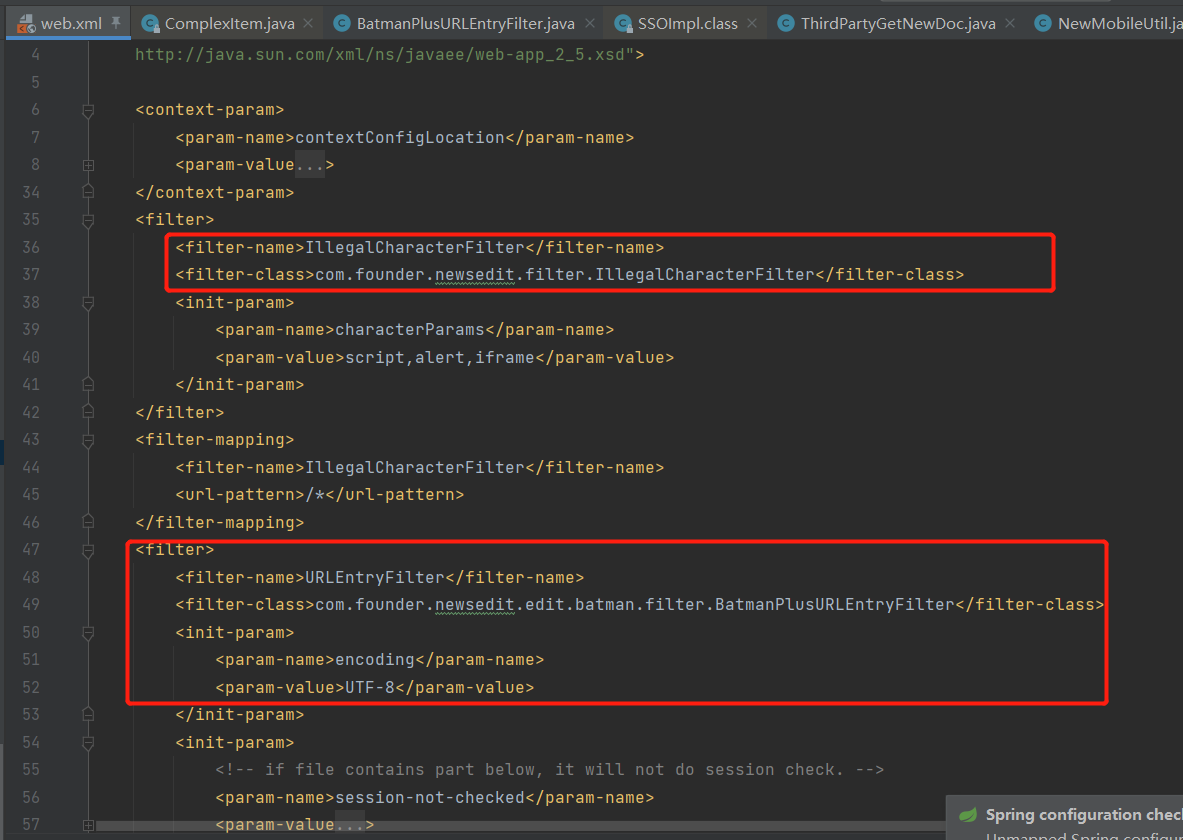 web.xml ComplexItem.java BatmanPlusURLEntryFilter.java SSOImpl.class ThirdPartyGetNewDoc.java NewMobileUtil.ja
4 http://java.sun.com/xml/ns/javaee/web-app_2_5.xsd">
5
6 <context-param>
7 <param-name>contextConfigLocation</param-name>
8 <param-value...>
34 </context-param>
35 <filter>
36 <filter-name>IllegalCharacterFilter</filter-name>
37 <filter-class>com.founder.newsedit.filter.IllegalCharacterFilter</filter-class>
38 <init-param>
39 <param-name>characterParams</param-name>
40 <param-value>script,alert,iframe</param-value>
41 </init-param>
42 </filter>
43 <filter-mapping>
44 <filter-name>IllegalCharacterFilter</filter-name>
45 <url-pattern>/*</url-pattern>
46 </filter-mapping>
47 <filter>
48 <filter-name>URLEntryFilter</filter-name>
49 <filter-class>com.founder.newsedit.edit.batman.filter.BatmanPlusURLEntryFilter</filter-class>
50 <init-param>
51 <param-name>encoding</param-name>
52 <param-value>UTF-8</param-value>
53 </init-param>
54 <init-param>
55 <!-- if file contains part below, it will not do session check. -->
56 <param-name>session-not-checked</param-name>
57 <param-value...>
Spring configuration chec
Unmapped Spring configur